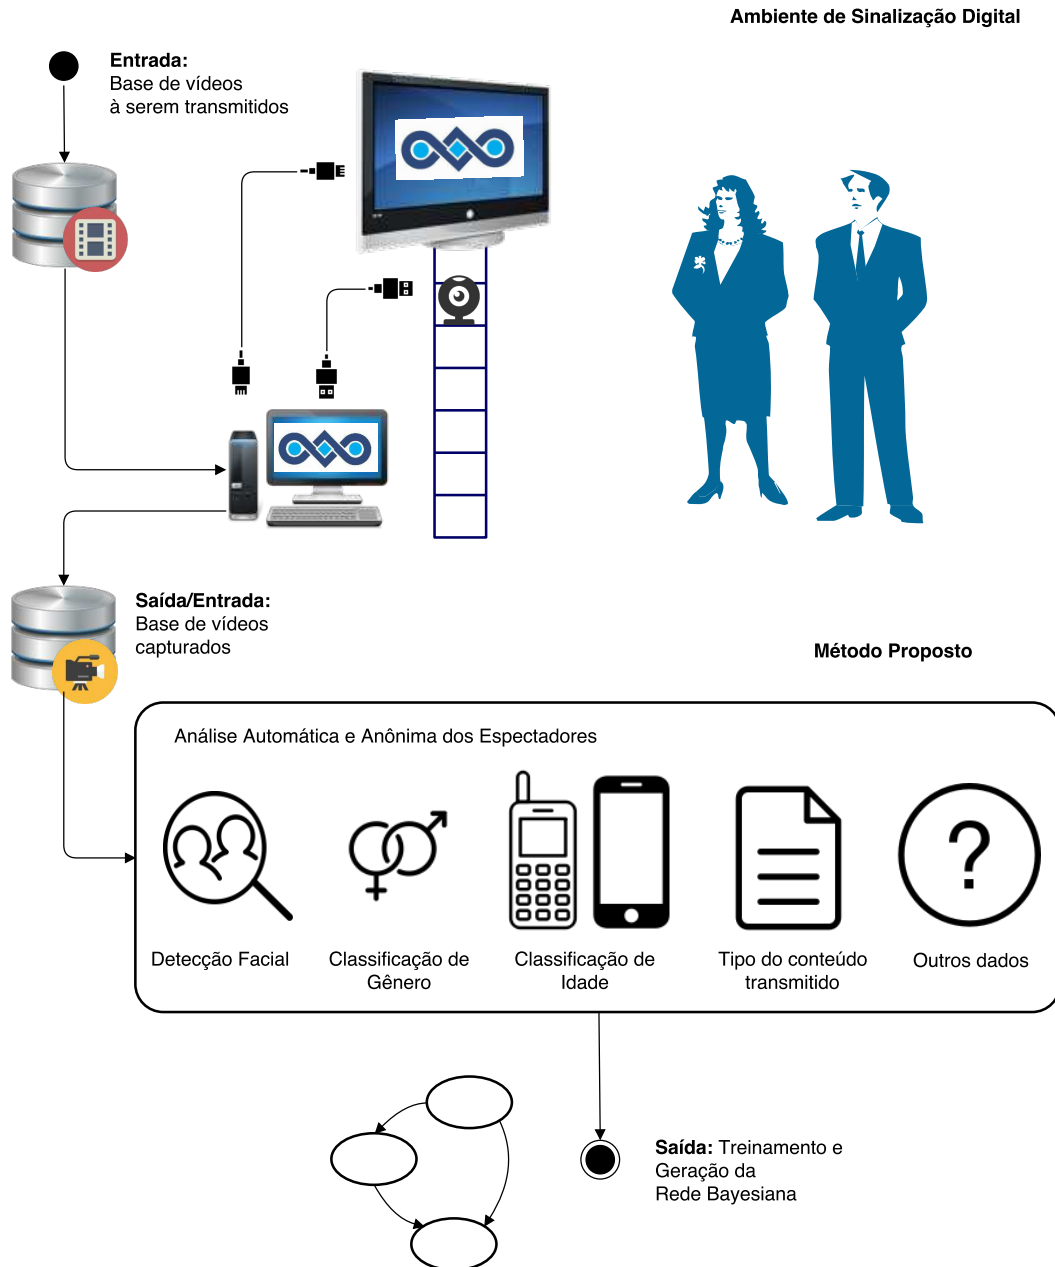 Ambiente de Sinalização Digital
Entrada:
Base de vídeos
à serem transmitidos
Saída/Entrada:
Base de vídeos
capturados
Método Proposto
Análise Automática e Anônima dos Espectadores
Detecção Facial
Classificação de
Gênero
Classificação de
Idade
Tipo do conteúdo
transmitido
Outros dados
Saída: Treinamento e
Geração da
Rede Bayesiana